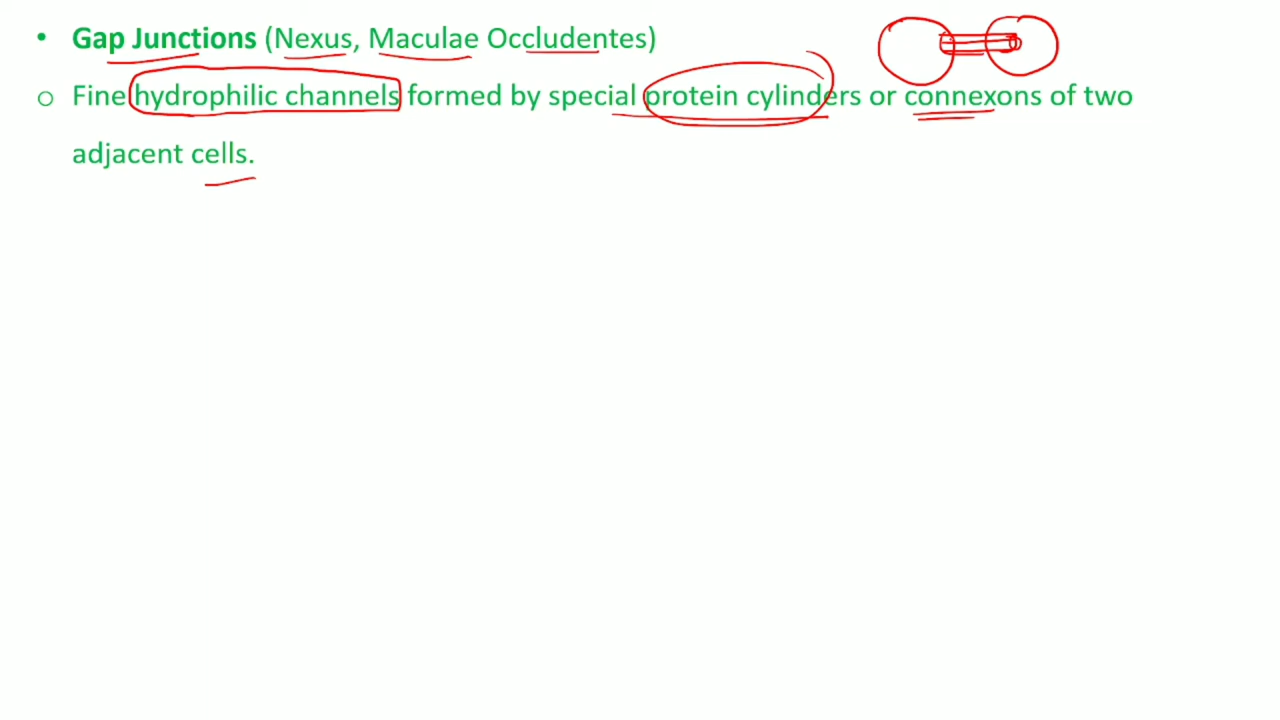 • Gap Junctions (Nexus, Maculae Occludentes)
o Fine hydrophilic channels formed by special protein cylinders or connexons of two
adjacent cells.